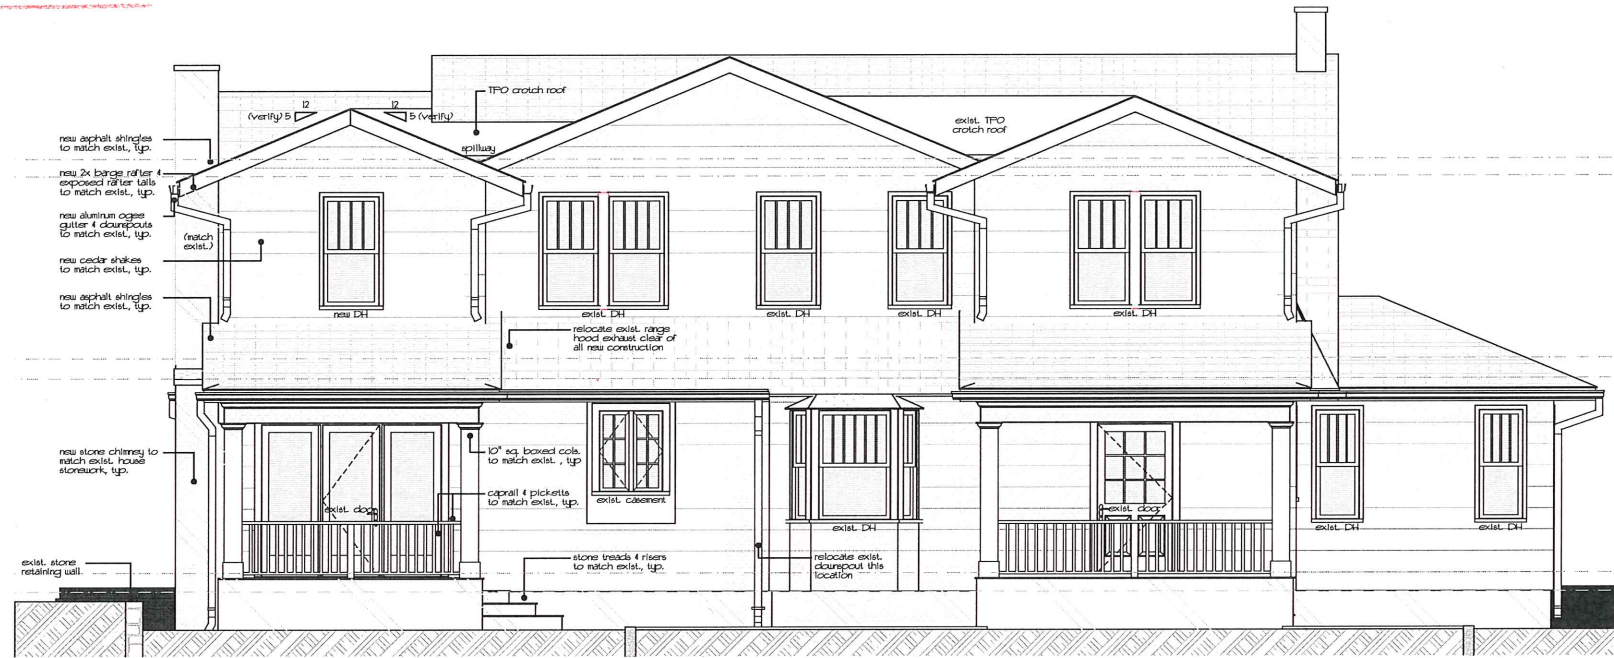 TPO crotch roof
12
12
(verify) 5
5 (verify)
exist. TPO
crotch roof
spillway
new asphalt shingles
to match exist., typ.
new 2x barge rafter &
exposed rafter tails
to match exist., typ.
new aluminum ogee
gutter & downspouts
to match exist., typ.
(match
exist.)
new cedar shakes
to match exist., typ.
new asphalt shingles
to match exist., typ.
new DH
exist. DH
exist. DH
exist. DH
exist. DH
relocate exist. range
hood exhaust clear of
all new construction
new stone chimney to
match exist. house
stonework, typ.
10" sq. boxed cols.
to match exist. , typ
caprail & picketts
to match exist., typ.
exist. casement
exist. door
exist. DH
exist. door
exist. DH
exist. DH
exist. stone
retaining wall
stone treads & risers
to match exist., typ.
relocate exist.
downspout this
location